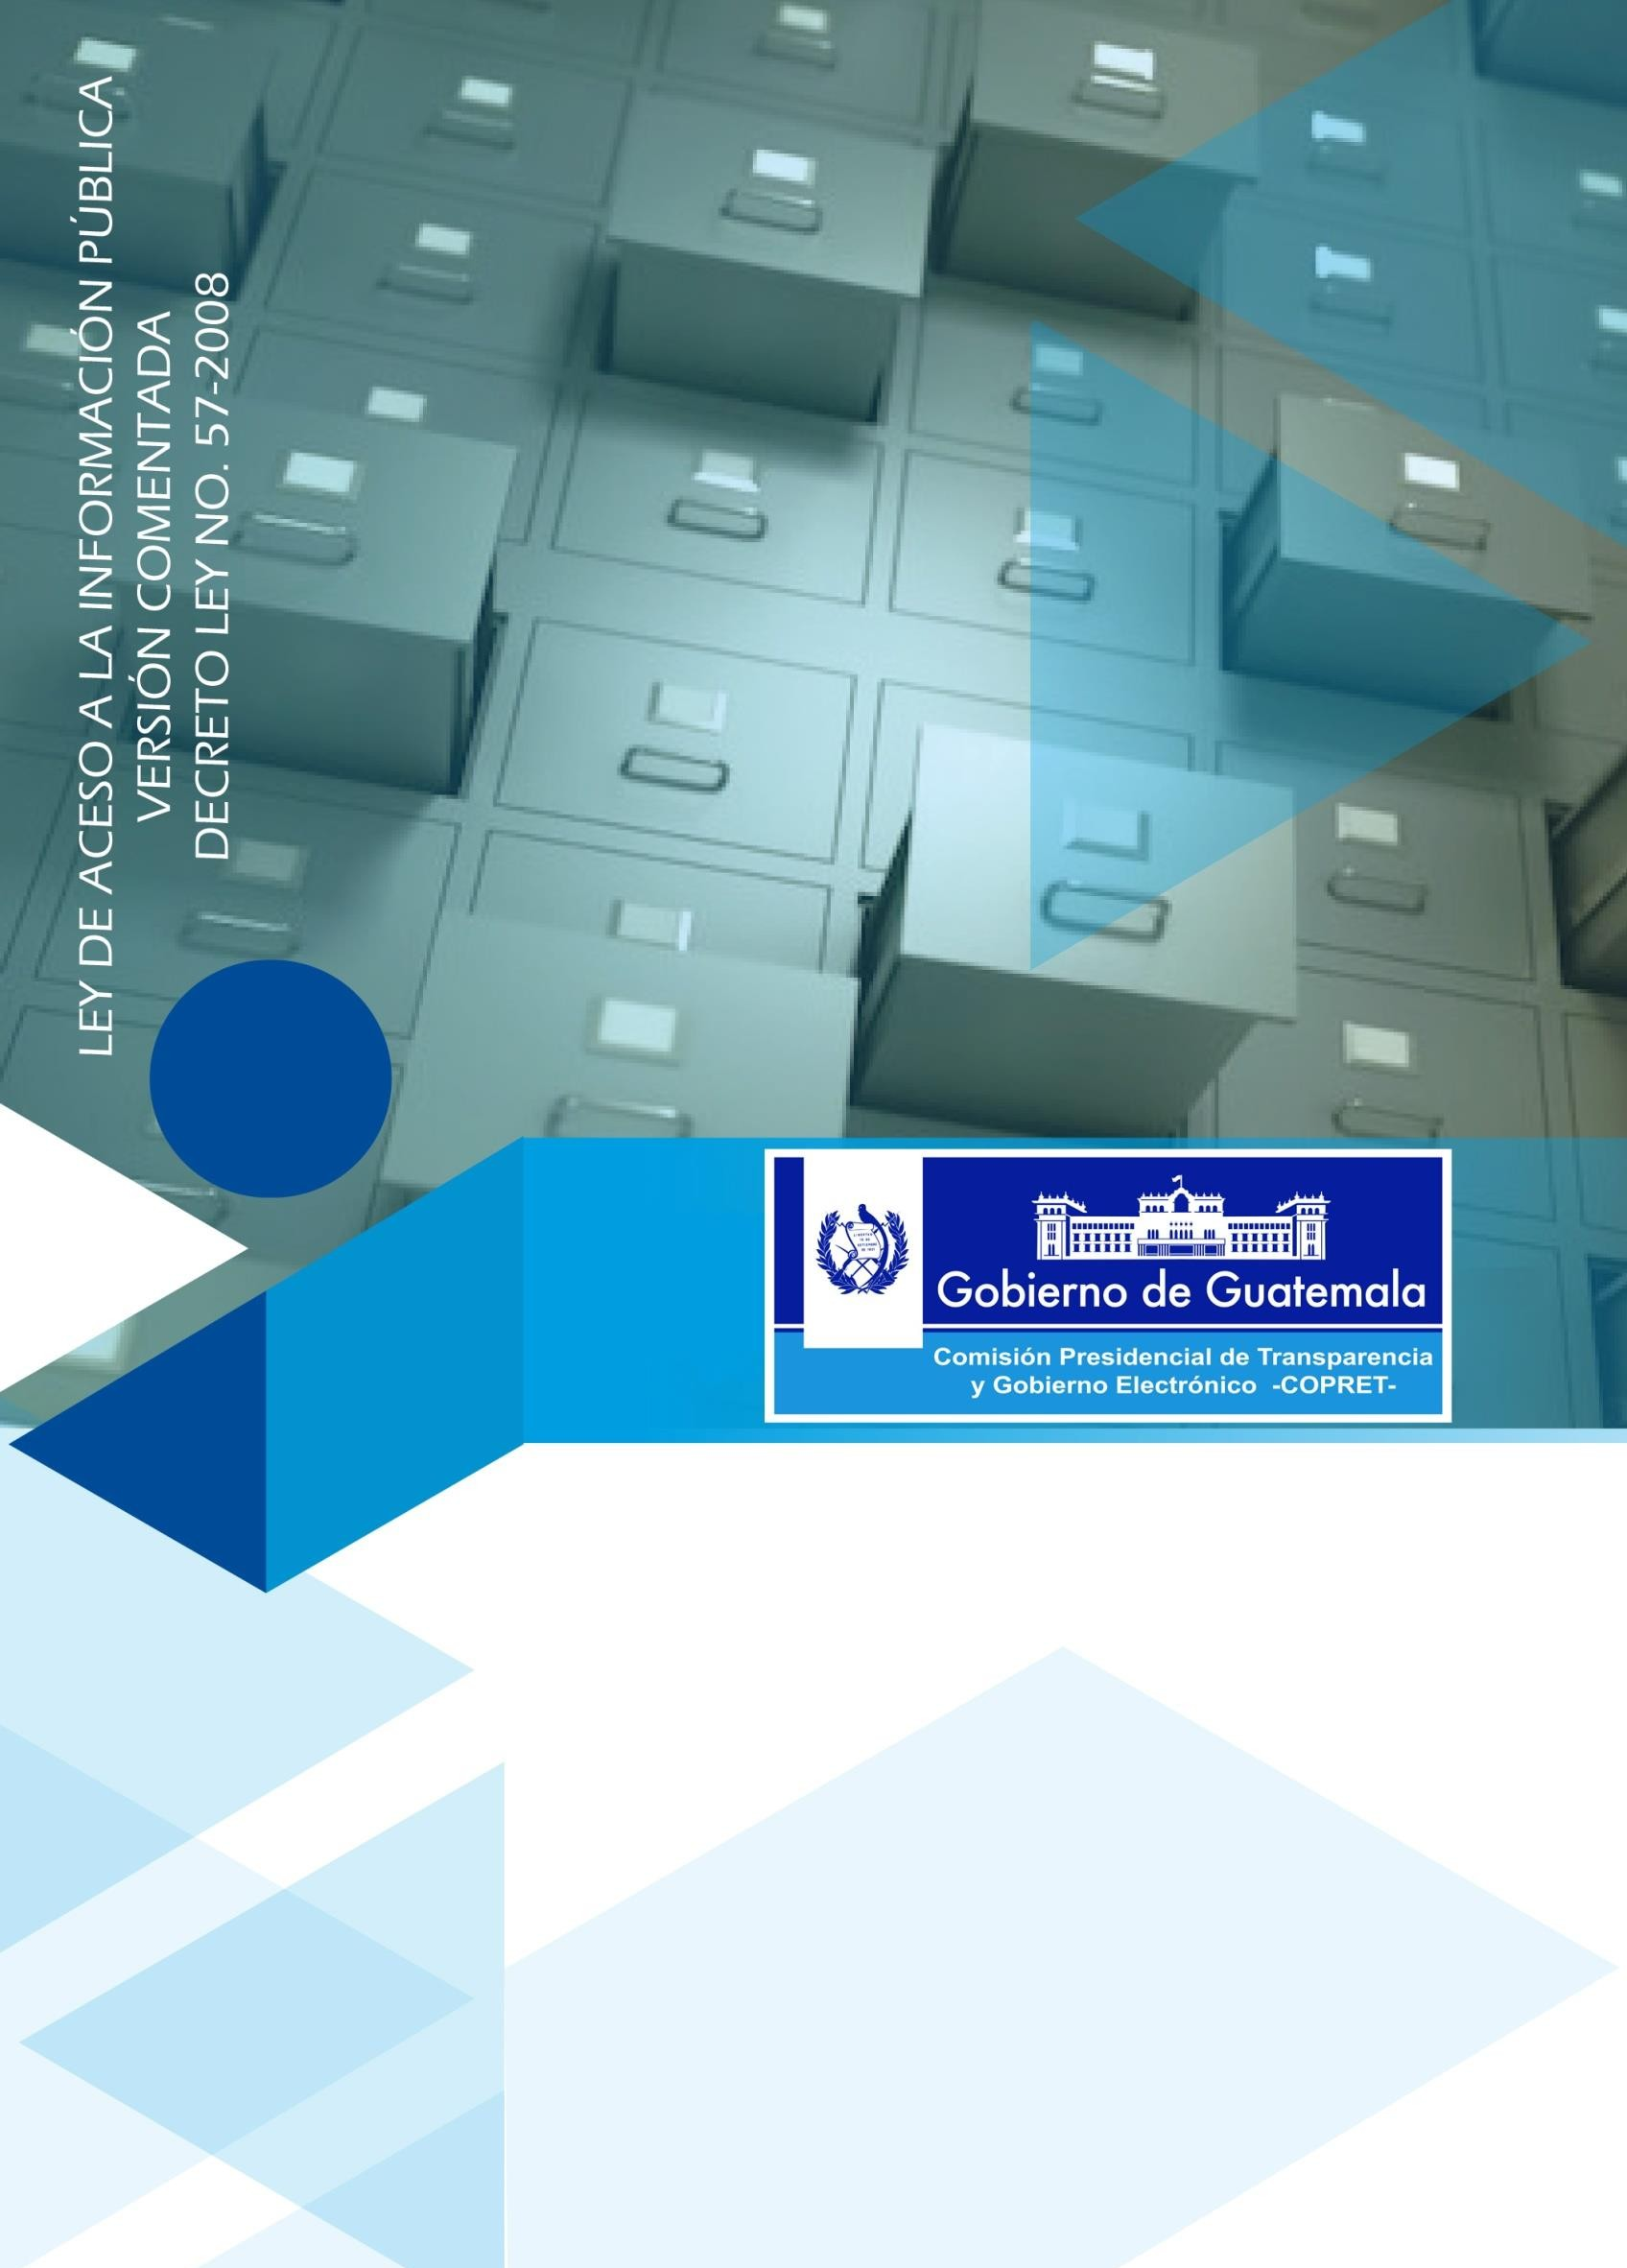 LEY DE ACESO A LA INFORMACIÓN PÚBLICA
VERSIÓN COMENTADA
DECRETO LEY NO. 57-2008
Gobierno de Guatemala
Comisión Presidencial de Transparencia
y Gobierno Electrónico -COPRET-